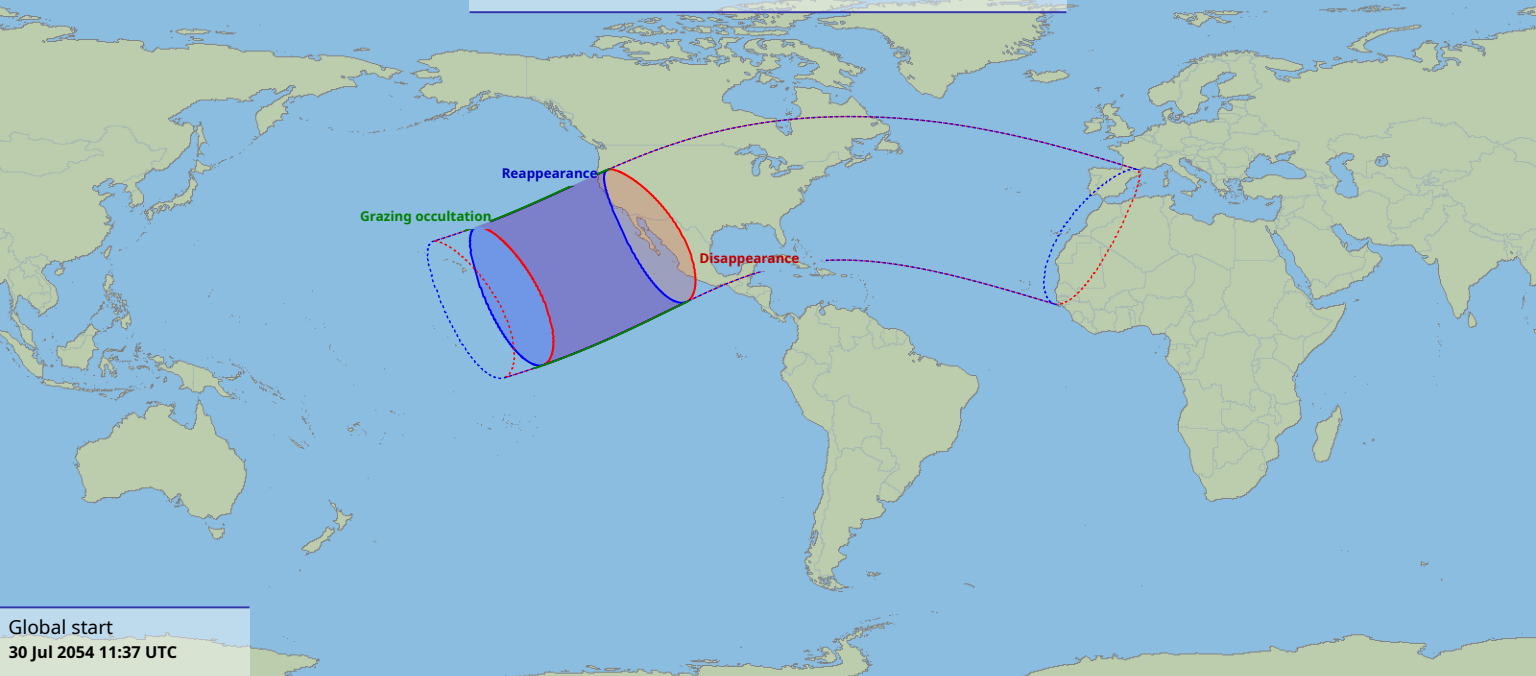 Reappearance
Grazing occultation
Disappearance
Global start
30 Jul 2054 11:37 UTC